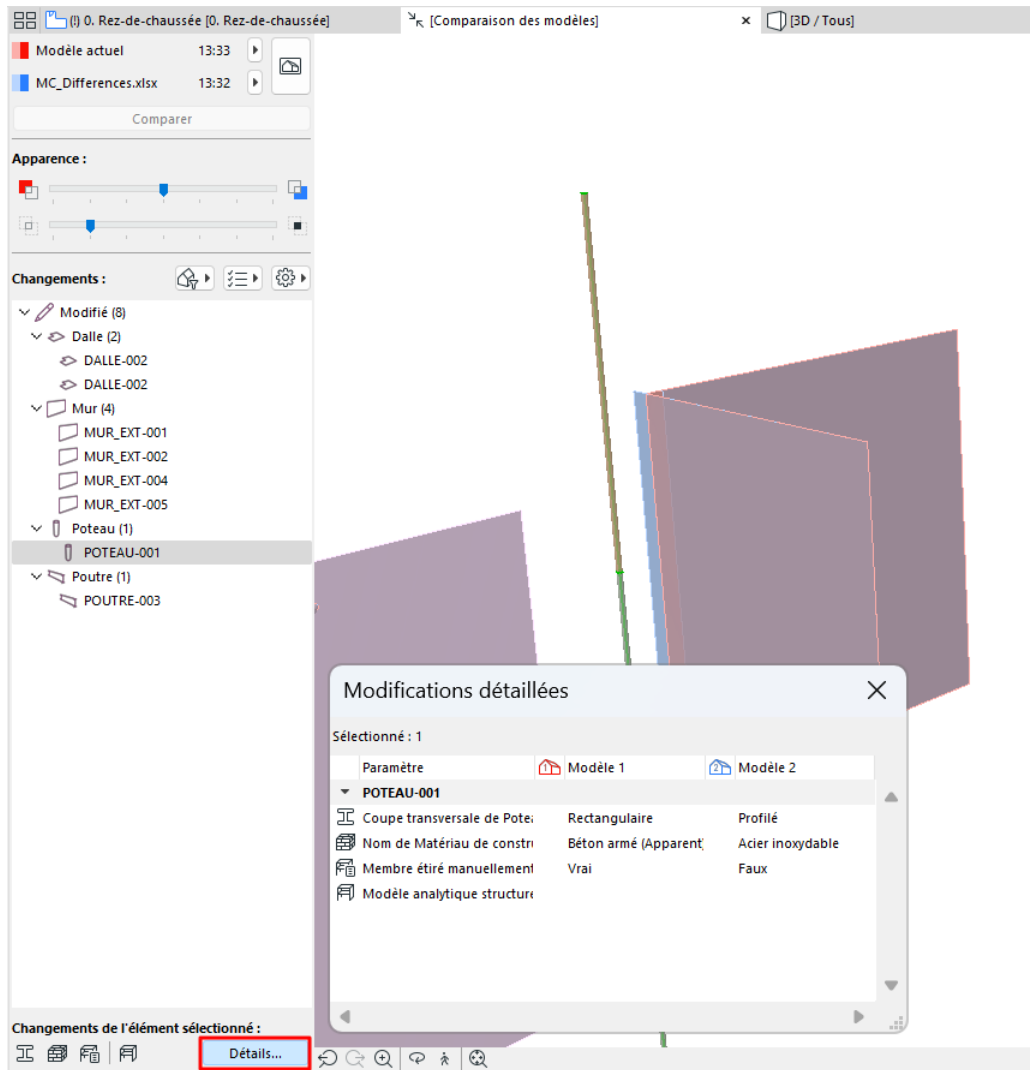 (!) 0. Rez-de-chaussée [0. Rez-de-chaussée]
[Comparaison des modèles]
[3D / Tous]
Modèle actuel 13:33
MC_Differences.xlsx 13:32
Comparer
Apparence :
Changements :
Modifié (8)
Dalle (2)
DALLE-002
DALLE-002
Mur (4)
MUR_EXT-001
MUR_EXT-002
MUR_EXT-004
MUR_EXT-005
Poteau (1)
POTEAU-001
Poutre (1)
POUTRE-003
Modifications détaillées
Sélectionné : 1
Paramètre 1 Modèle 1 2 Modèle 2
POTEAU-001
Coupe transversale de Pote Rectangulaire Profilé
Nom de Matériau de constr Béton armé (Apparent) Acier inoxydable
Membre étiré manuellement Vrai Faux
Modèle analytique structure
Changements de l'élément sélectionné :
Détails...